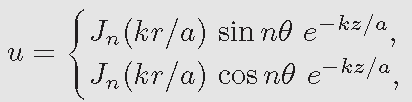 u = { J_n(kr/a) sin nθ e^{−kz/a},
J_n(kr/a) cos nθ e^{−kz/a},